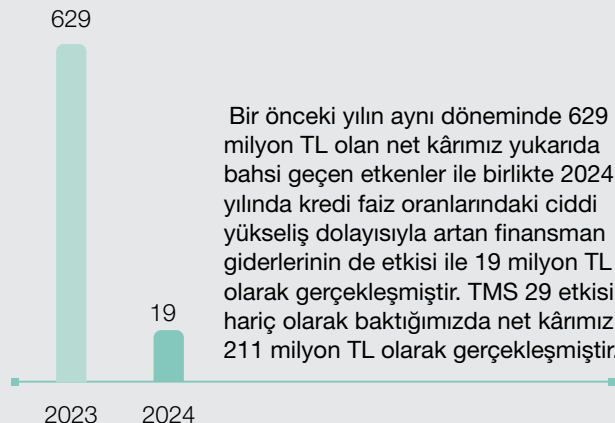 629
Bir önceki yılın aynı döneminde 629
milyon TL olan net kârımız yukarıda
bahsi geçen etkenler ile birlikte 2024
yılında kredi faiz oranlarındaki ciddi
yükseliş dolayısıyla artan finansman
giderlerinin de etkisi ile 19 milyon TL
olarak gerçekleşmiştir. TMS 29 etkisi
hariç olarak baktığımızda net kârımız
211 milyon TL olarak gerçekleşmiştir.
19
2023 2024